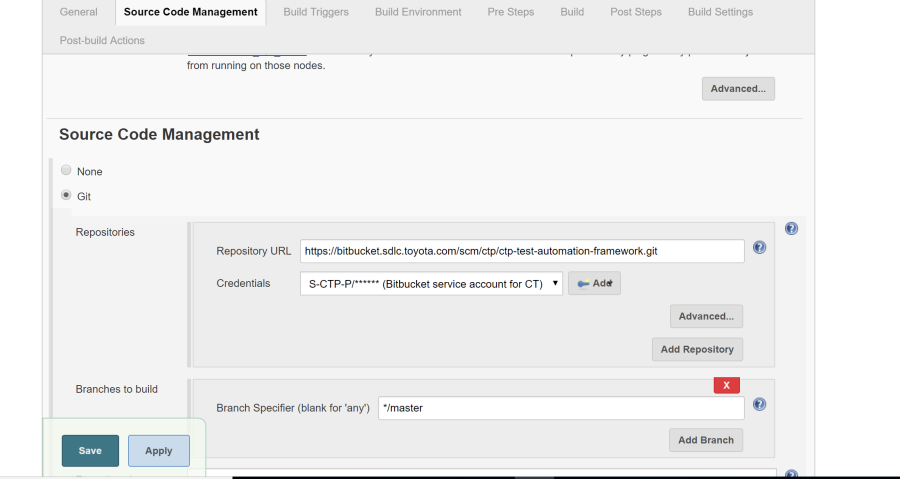 General Source Code Management Build Triggers Build Environment Pre Steps Build Post Steps Build Settings
Post-build Actions
from running on those nodes.
Advanced...
Source Code Management
None
Git
Repositories
Repository URL https://bitbucket.sdlc.toyota.com/scm/ctp/ctp-test-automation-framework.git
Credentials S-CTP-P/****** (Bitbucket service account for CT) Add
Advanced...
Add Repository
Branches to build
X
Branch Specifier (blank for 'any') */master
Add Branch
Save Apply